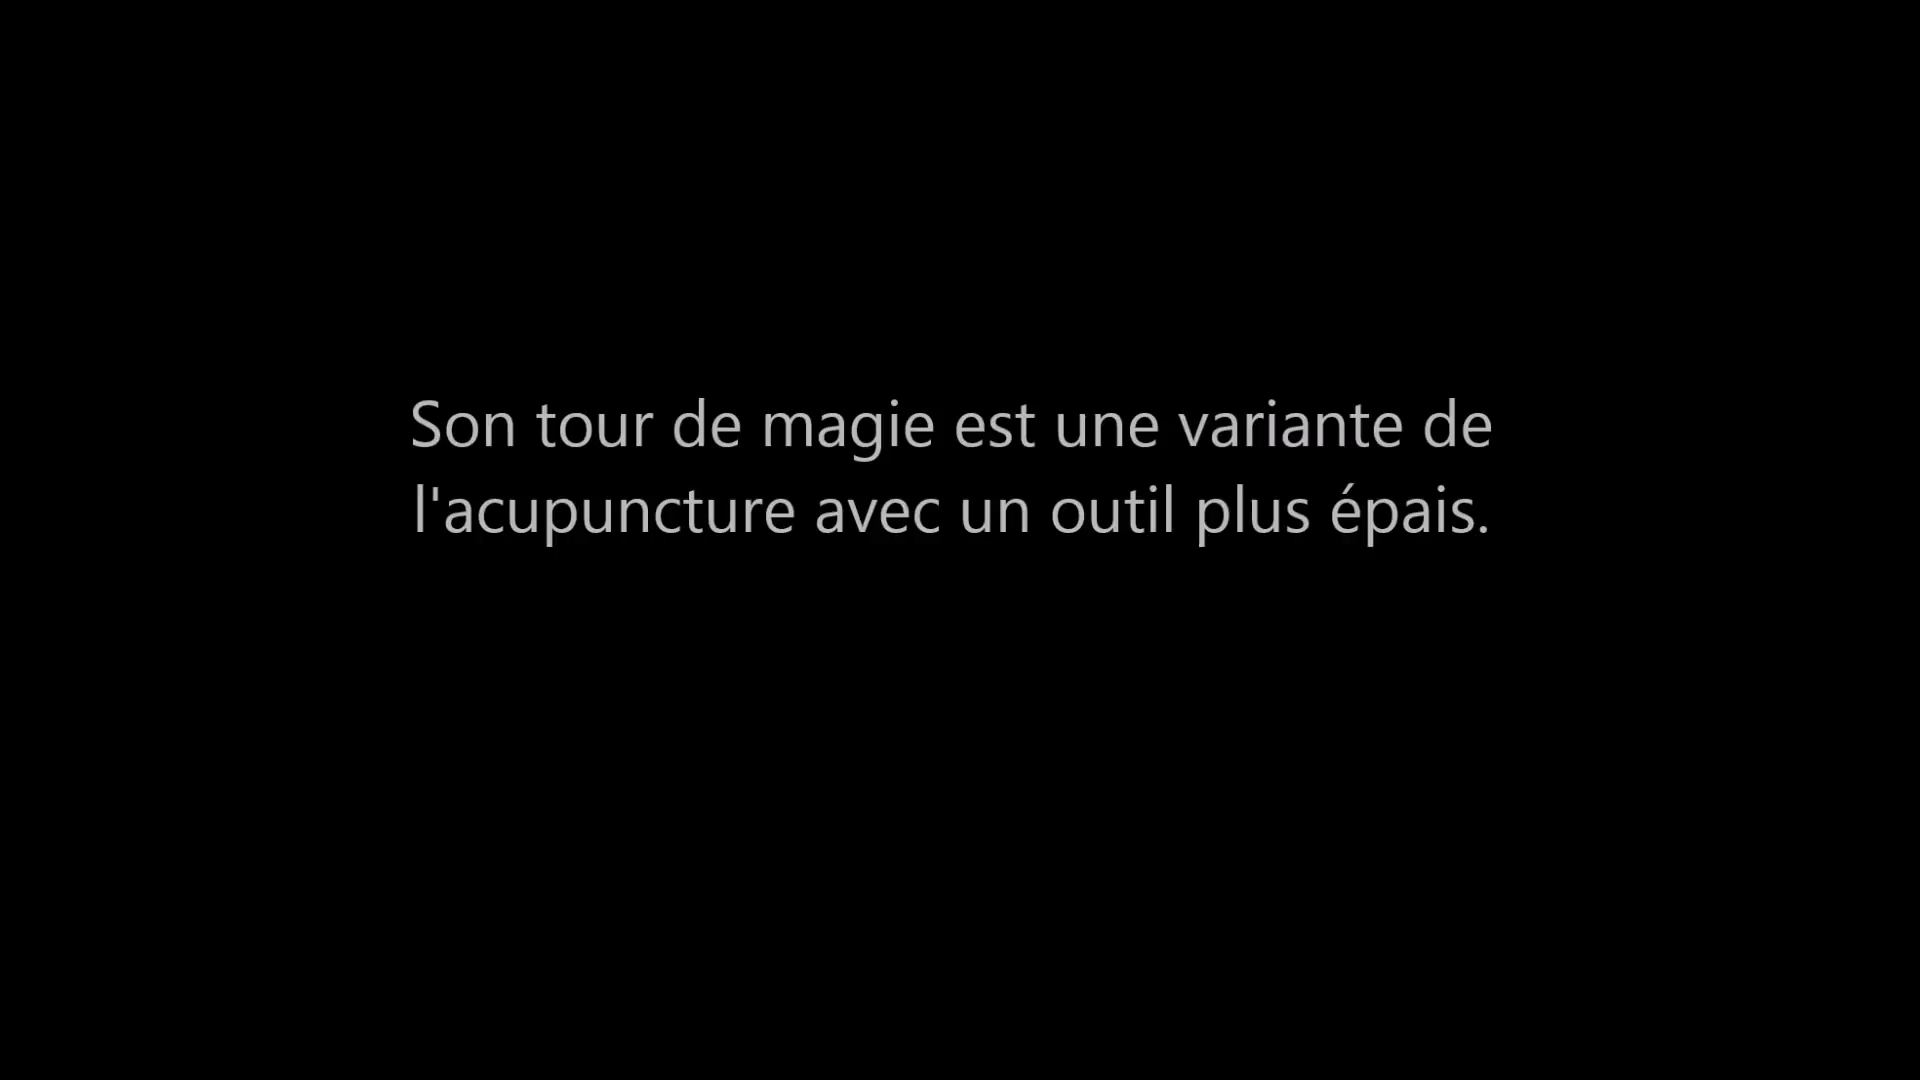 Son tour de magie est une variante de
l'acupuncture avec un outil plus épais.